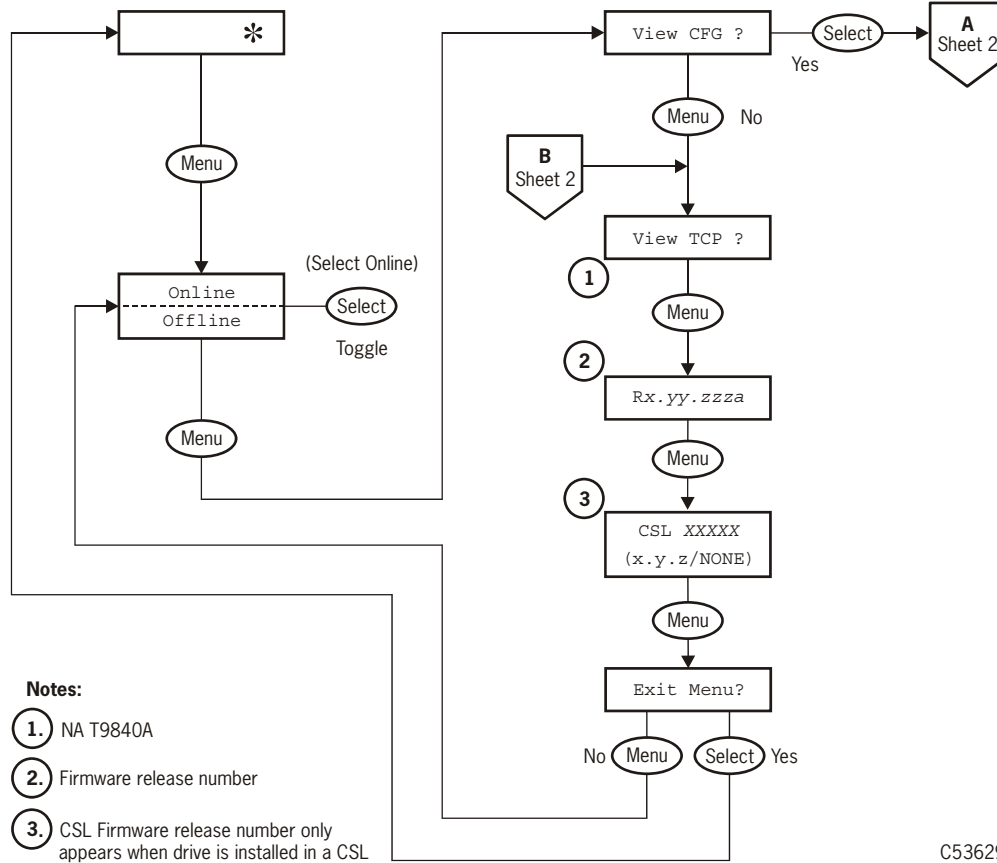 *
Menu
(Select Online)
Online
Offline
Select
Toggle
Menu
View CFG ?
Select
Yes
A
Sheet 2
Menu
No
B
Sheet 2
View TCP ?
1
Menu
2
Rx.yy.zzza
Menu
3
CSL XXXXX
(x.y.z/NONE)
Menu
Exit Menu?
No
Menu
Select
Yes
Notes:
1. NA T9840A
2. Firmware release number
3. CSL Firmware release number only
appears when drive is installed in a CSL
C53629